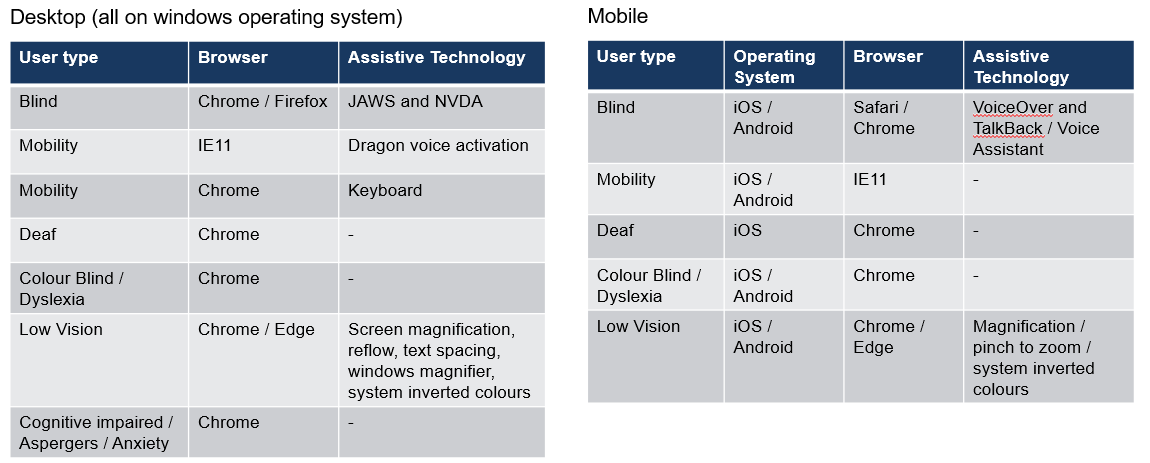 Desktop (all on windows operating system)
User type Browser Assistive Technology
Blind Chrome / Firefox JAWS and NVDA
Mobility IE11 Dragon voice activation
Mobility Chrome Keyboard
Deaf Chrome -
Colour Blind / Chrome -
Dyslexia
Low Vision Chrome / Edge Screen magnification,
reflow, text spacing,
windows magnifier,
system inverted colours
Cognitive impaired / Chrome -
Aspergers / Anxiety
Mobile
User type Operating Browser Assistive
System Technology
Blind iOS / Safari / VoiceOver and
Android Chrome TalkBack / Voice
Assistant
Mobility iOS / IE11 -
Android
Deaf iOS Chrome -
Colour Blind / iOS / Chrome -
Dyslexia Android
Low Vision iOS / Chrome / Magnification /
Android Edge pinch to zoom /
system inverted
colours